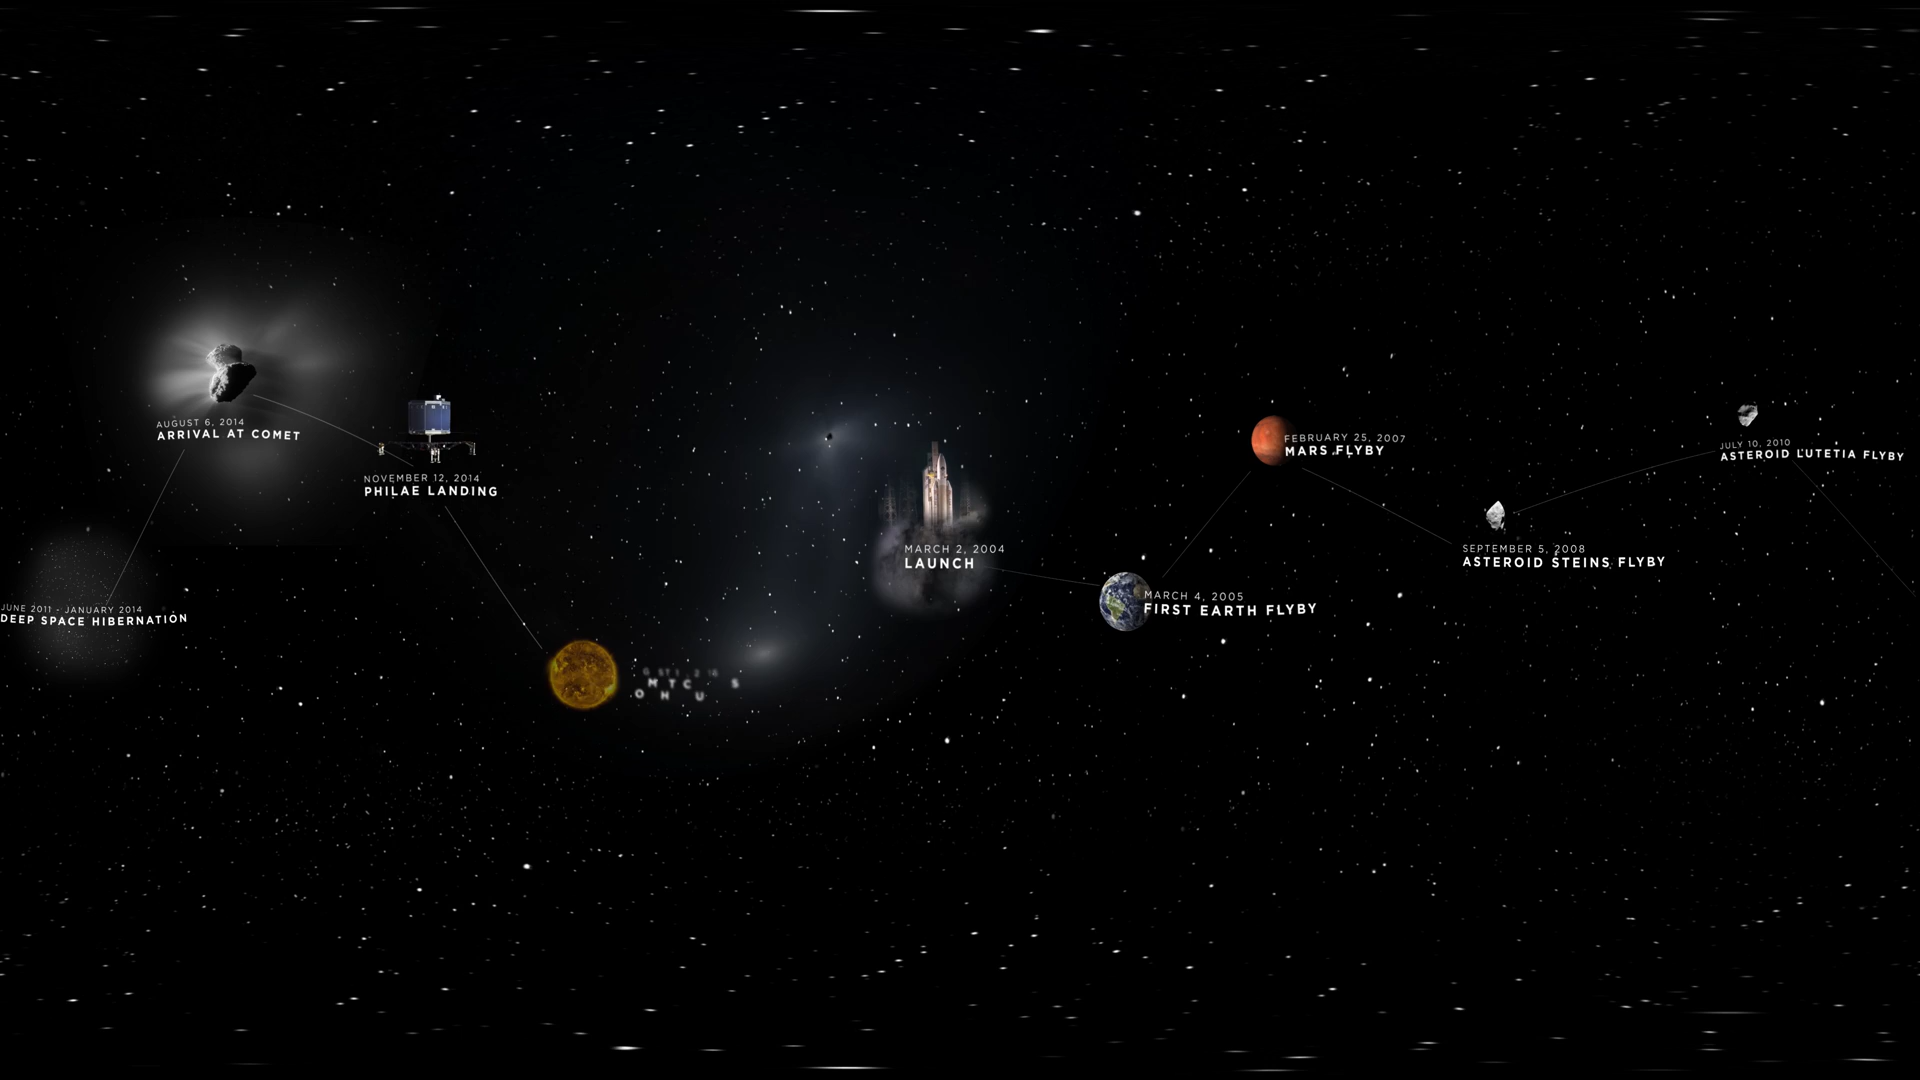 AUGUST 6, 2014
ARRIVAL AT COMET
NOVEMBER 12, 2014
PHILAE LANDING
JUNE 2011 - JANUARY 2014
DEEP SPACE HIBERNATION
MARCH 2, 2004
LAUNCH
MARCH 4, 2005
FIRST EARTH FLYBY
FEBRUARY 25, 2007
MARS FLYBY
SEPTEMBER 5, 2008
ASTEROID STEINS FLYBY
JULY 10, 2010
ASTEROID LUTETIA FLYBY